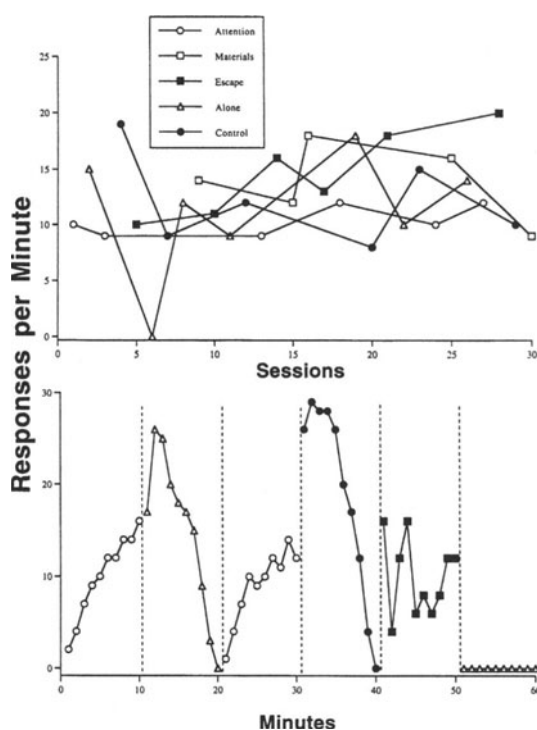 Attention
Materials
Escape
Alone
Control
25
20
15
10
5
0
0 5 10 15 20 25 30
Sessions
Responses per Minute
30
20
10
0
0 10 20 30 40 50 60
Minutes